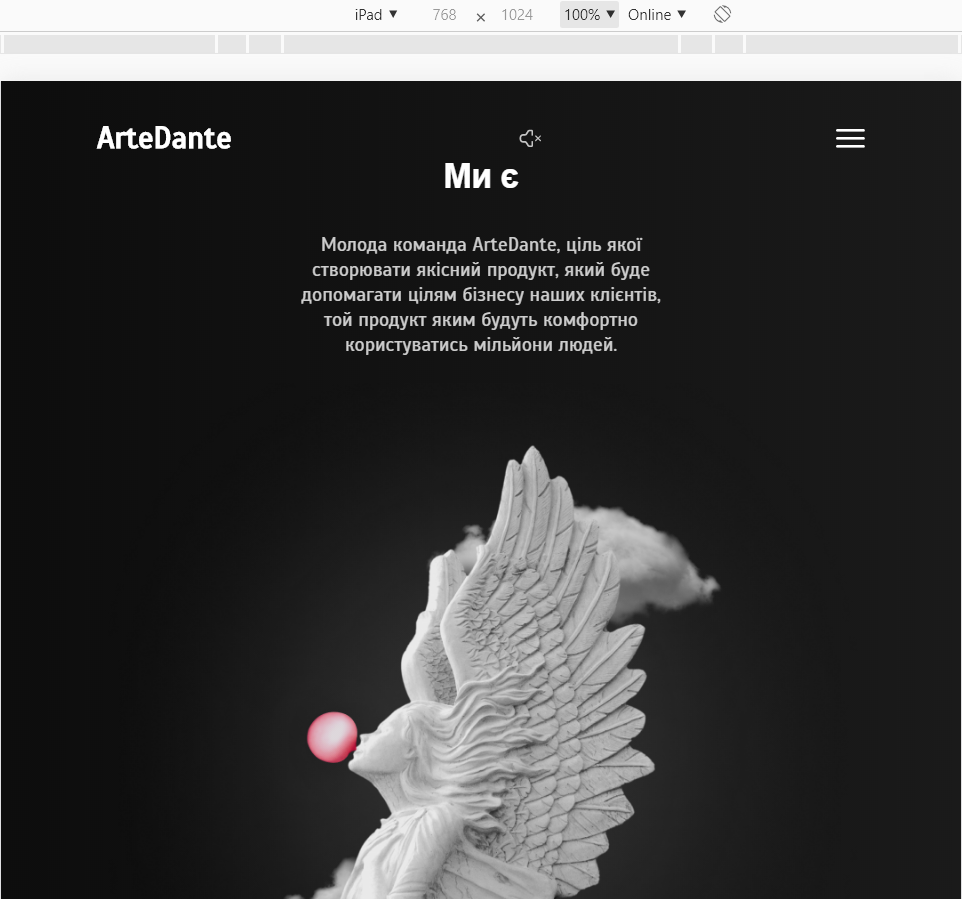 iPad ▼ 768 × 1024 100% ▼ Online ▼
ArteDante
Ми є
Молода команда ArteDante, ціль якої
створювати якісний продукт, який буде
допомагати цілям бізнесу наших клієнтів,
той продукт яким будуть комфортно
користуватись мільйони людей.